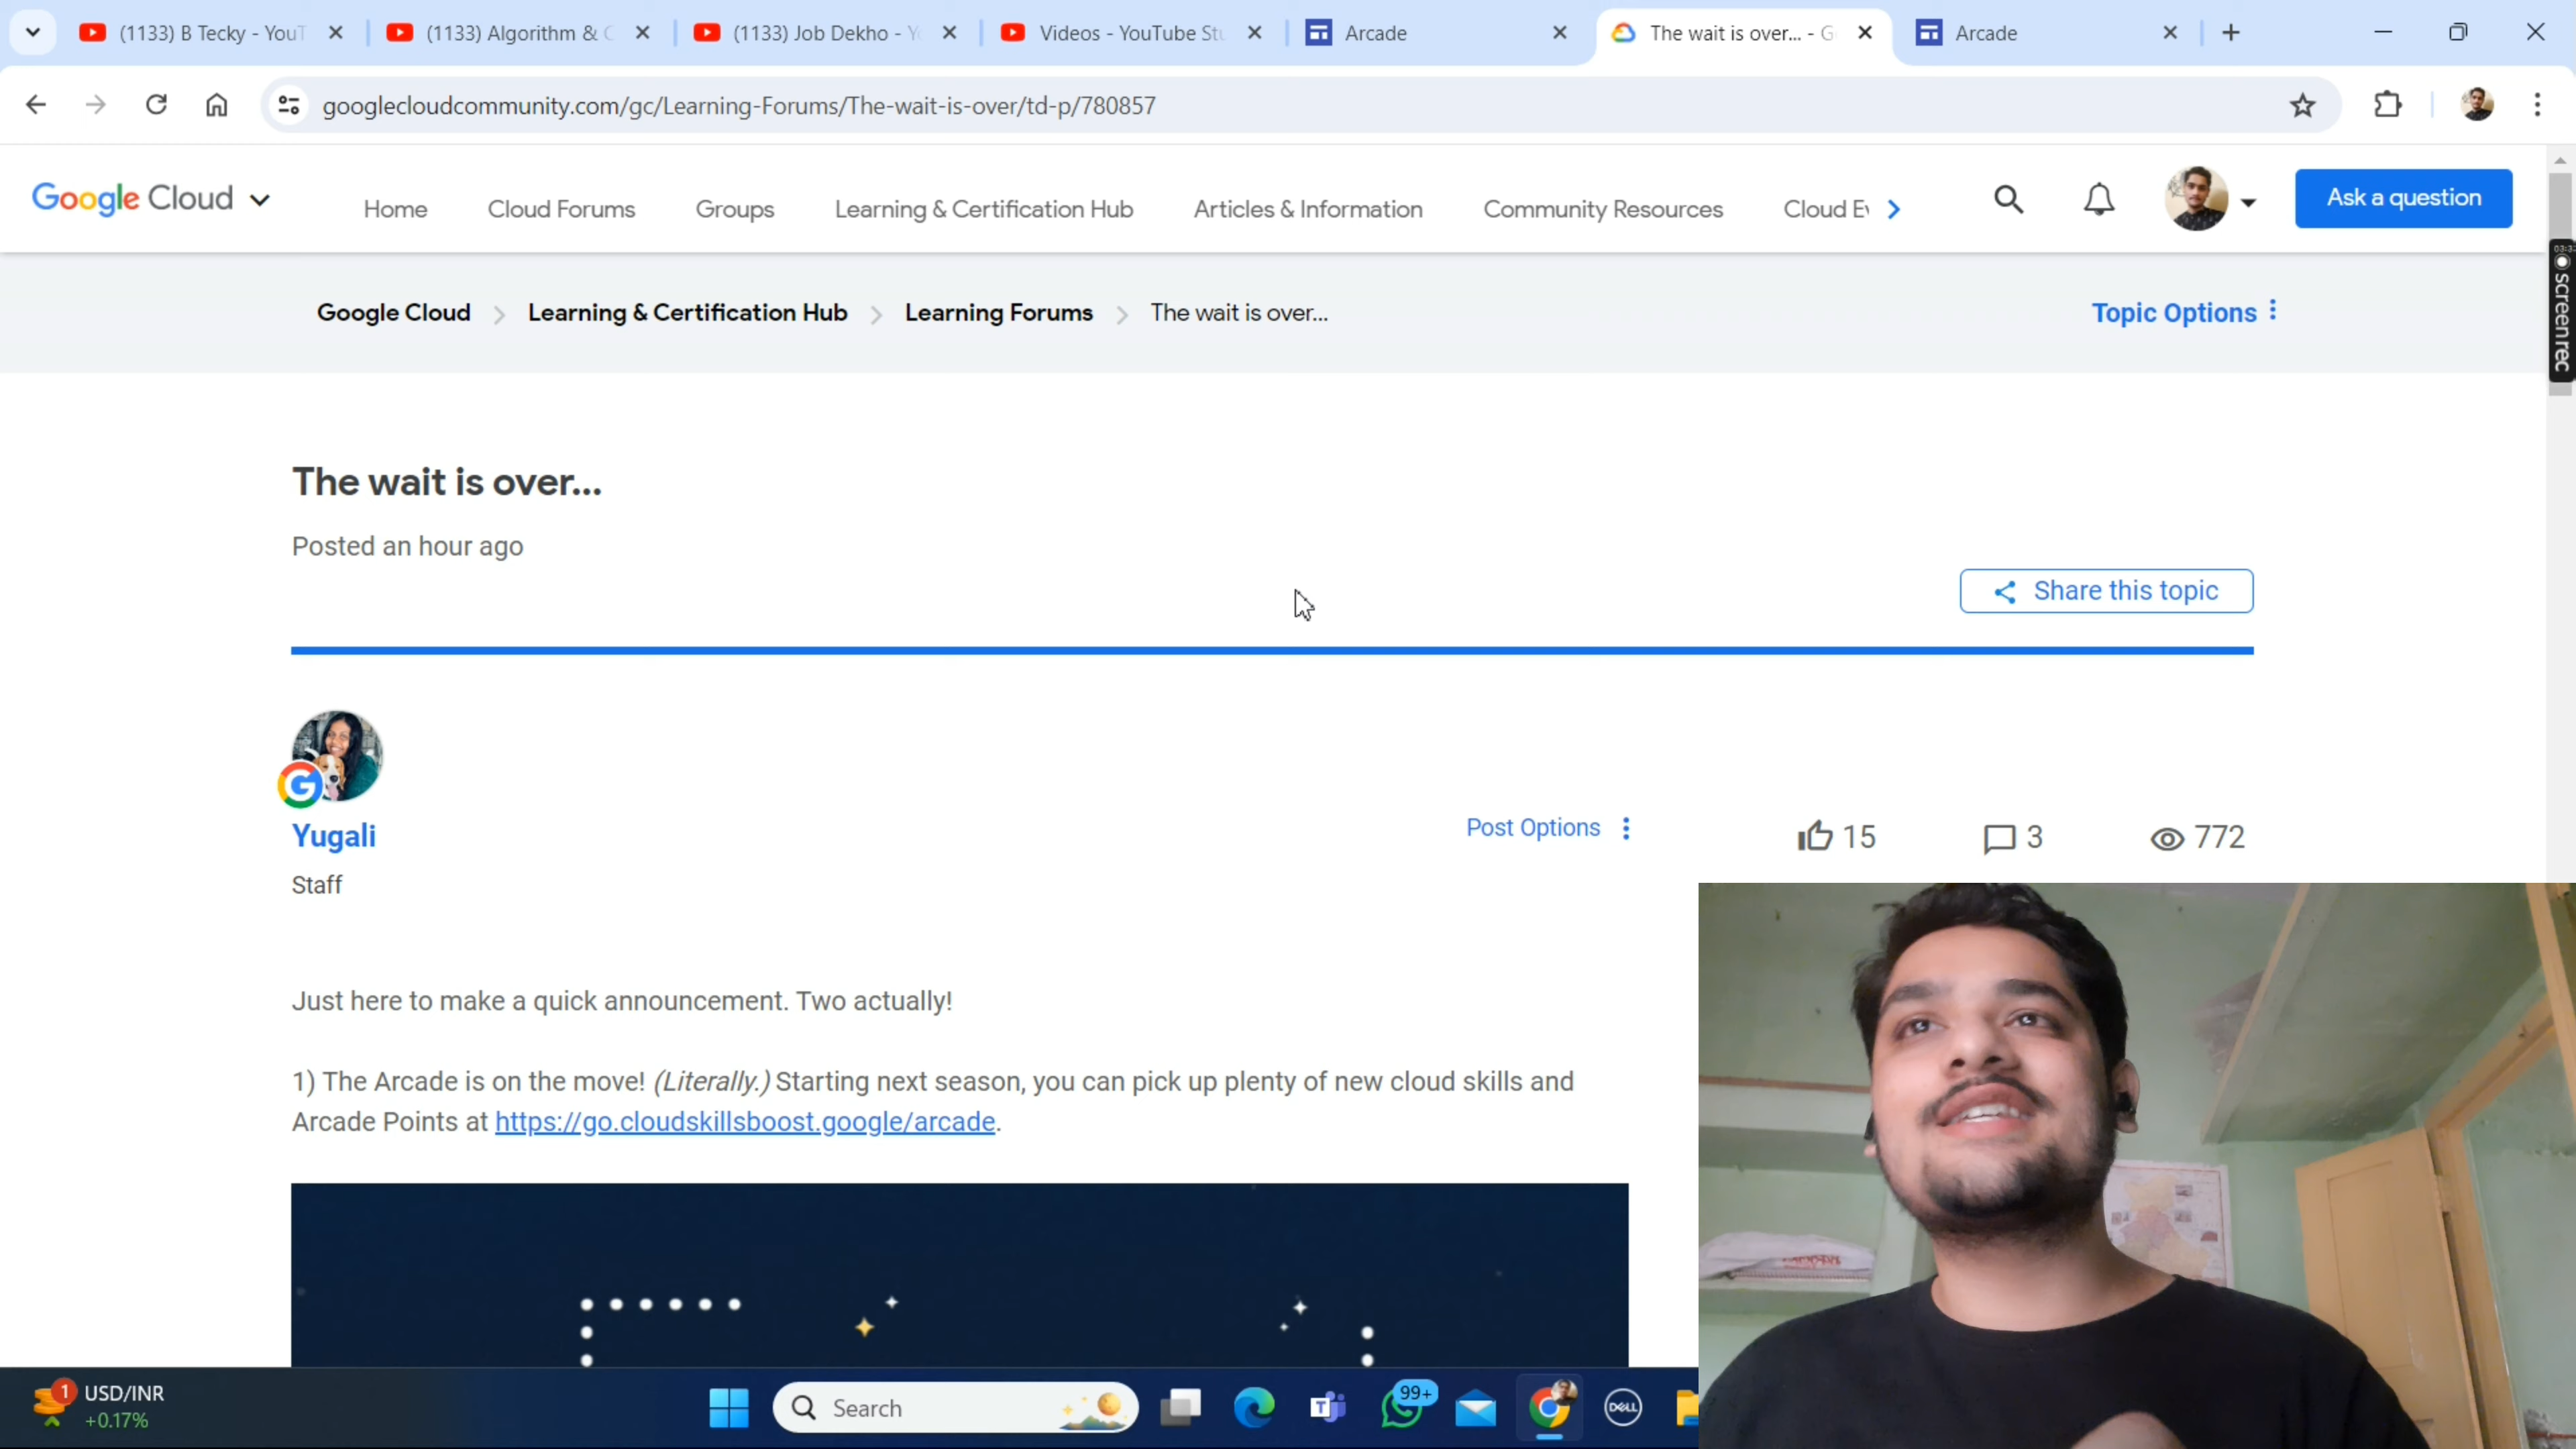 (1133) B Tecky - YouT
(1133) Algorithm & C
(1133) Job Dekho - Y
Videos - YouTube Stu
Arcade
The wait is over... - G
Arcade
googlecloudcommunity.com/gc/Learning-Forums/The-wait-is-over/td-p/780857
Google Cloud
Home
Cloud Forums
Groups
Learning & Certification Hub
Articles & Information
Community Resources
Cloud Ev
Ask a question
03:3
screenrec
Google Cloud
Learning & Certification Hub
Learning Forums
The wait is over...
Topic Options
The wait is over...
Posted an hour ago
Share this topic
G
Yugali
Staff
Post Options
15
3
772
Just here to make a quick announcement. Two actually!
1) The Arcade is on the move! (Literally.) Starting next season, you can pick up plenty of new cloud skills and
Arcade Points at https://go.cloudskillsboost.google/arcade.
1
USD/INR
+0.17%
Search
T
99+
DELL